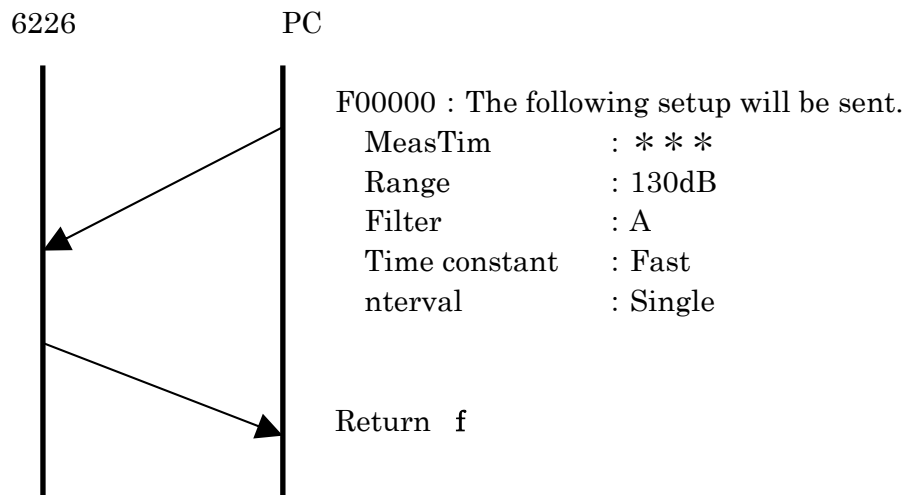 6226 PC
F00000 : The following setup will be sent.
MeasTim : ＊＊＊
Range : 130dB
Filter : A
Time constant : Fast
nterval : Single
Return f